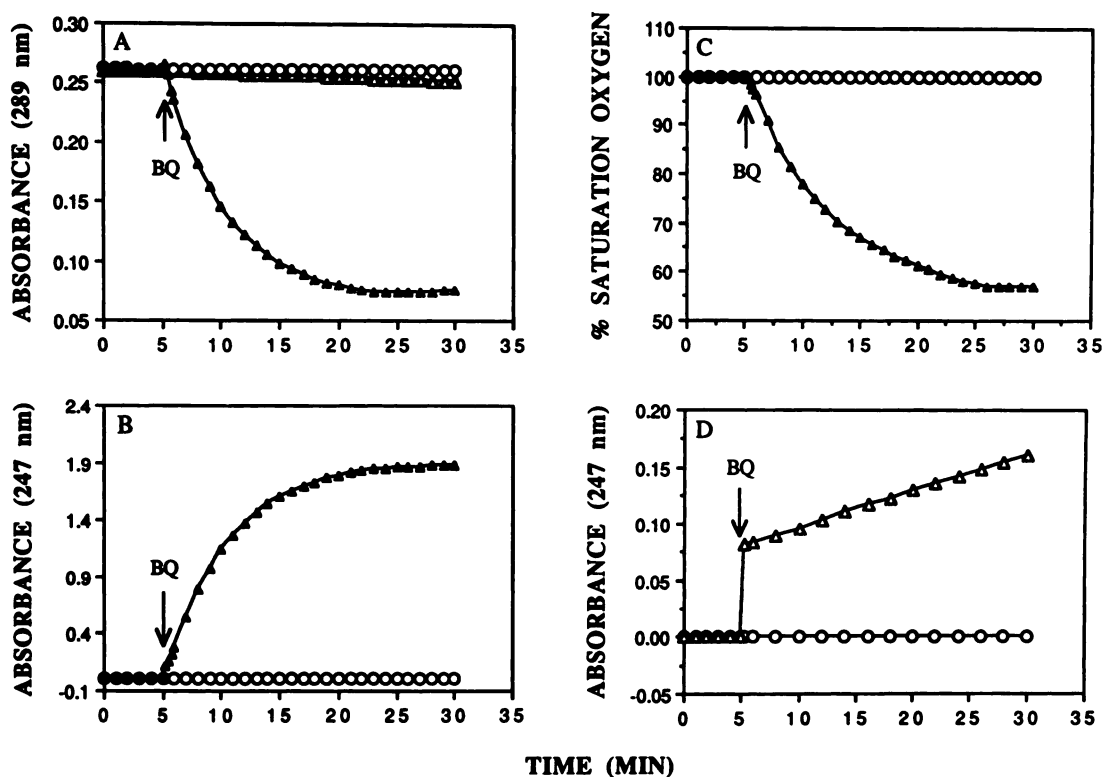 A
ABSORBANCE (289 nm)
0.30
0.25
0.20
0.15
0.10
0.05
BQ
0 5 10 15 20 25 30 35
B
ABSORBANCE (247 nm)
2.4
1.9
1.4
0.9
0.4
-0.1
BQ
0 5 10 15 20 25 30 35
C
% SATURATION OXYGEN
110
100
90
80
70
60
50
BQ
0 5 10 15 20 25 30 35
D
ABSORBANCE (247 nm)
0.20
0.15
0.10
0.05
0.00
-0.05
BQ
0 5 10 15 20 25 30 35
TIME (MIN)